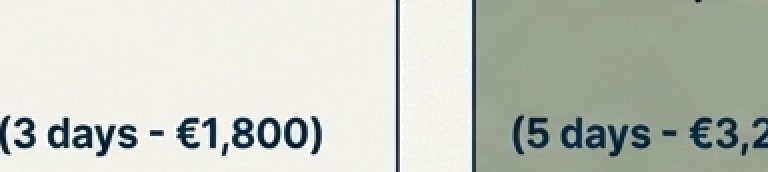 (3 days - €1,800)
(5 days - €3,2